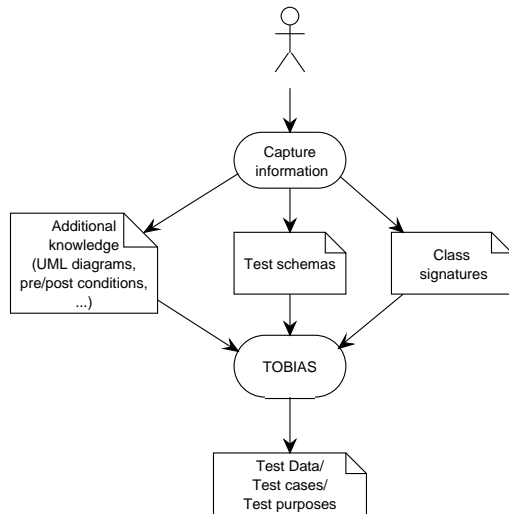 Capture
information
Additional
knowledge
(UML diagrams,
pre/post conditions,
...)
Test schemas
Class
signatures
TOBIAS
Test Data/
Test cases/
Test purposes